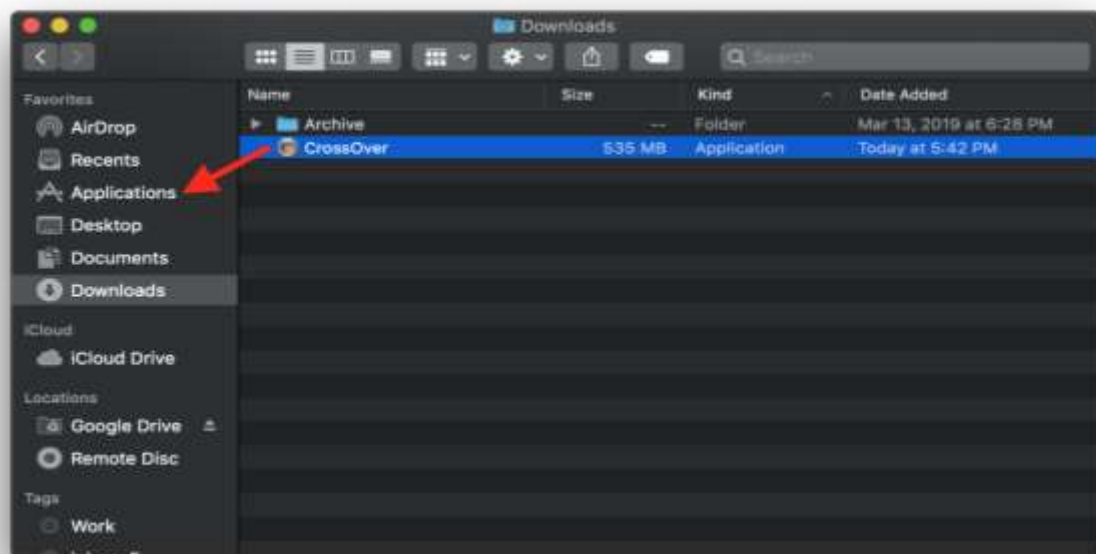 Downloads
Search
Favorites
Name Size Kind Date Added
AirDrop
Archive -- Folder Mar 13, 2019 at 6:28 PM
CrossOver 535 MB Application Today at 5:42 PM
Recents
Applications
Desktop
Documents
Downloads
iCloud
iCloud Drive
Locations
Google Drive
Remote Disc
Tags
Work